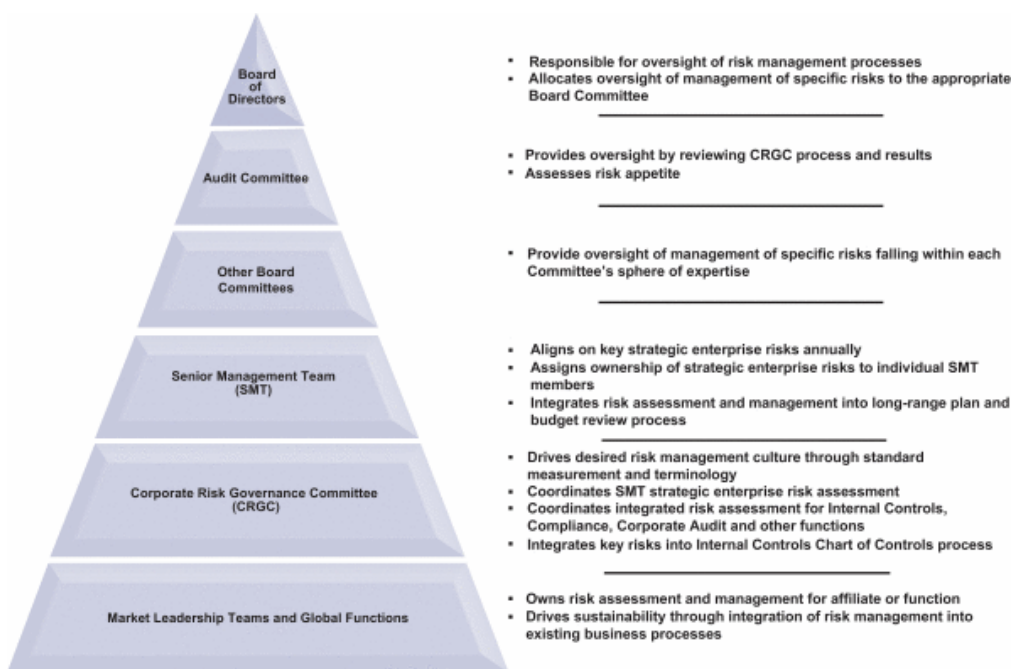 Board
of
Directors
▪ Responsible for oversight of risk management processes
▪ Allocates oversight of management of specific risks to the appropriate
Board Committee
Audit Committee
▪ Provides oversight by reviewing CRGC process and results
▪ Assesses risk appetite
Other Board
Committees
▪ Provide oversight of management of specific risks falling within each
Committee's sphere of expertise
Senior Management Team
(SMT)
▪ Aligns on key strategic enterprise risks annually
▪ Assigns ownership of strategic enterprise risks to individual SMT
members
▪ Integrates risk assessment and management into long-range plan and
budget review process
Corporate Risk Governance Committee
(CRGC)
▪ Drives desired risk management culture through standard
measurement and terminology
▪ Coordinates SMT strategic enterprise risk assessment
▪ Coordinates integrated risk assessment for Internal Controls,
Compliance, Corporate Audit and other functions
▪ Integrates key risks into Internal Controls Chart of Controls process
Market Leadership Teams and Global Functions
▪ Owns risk assessment and management for affiliate or function
▪ Drives sustainability through integration of risk management into
existing business processes